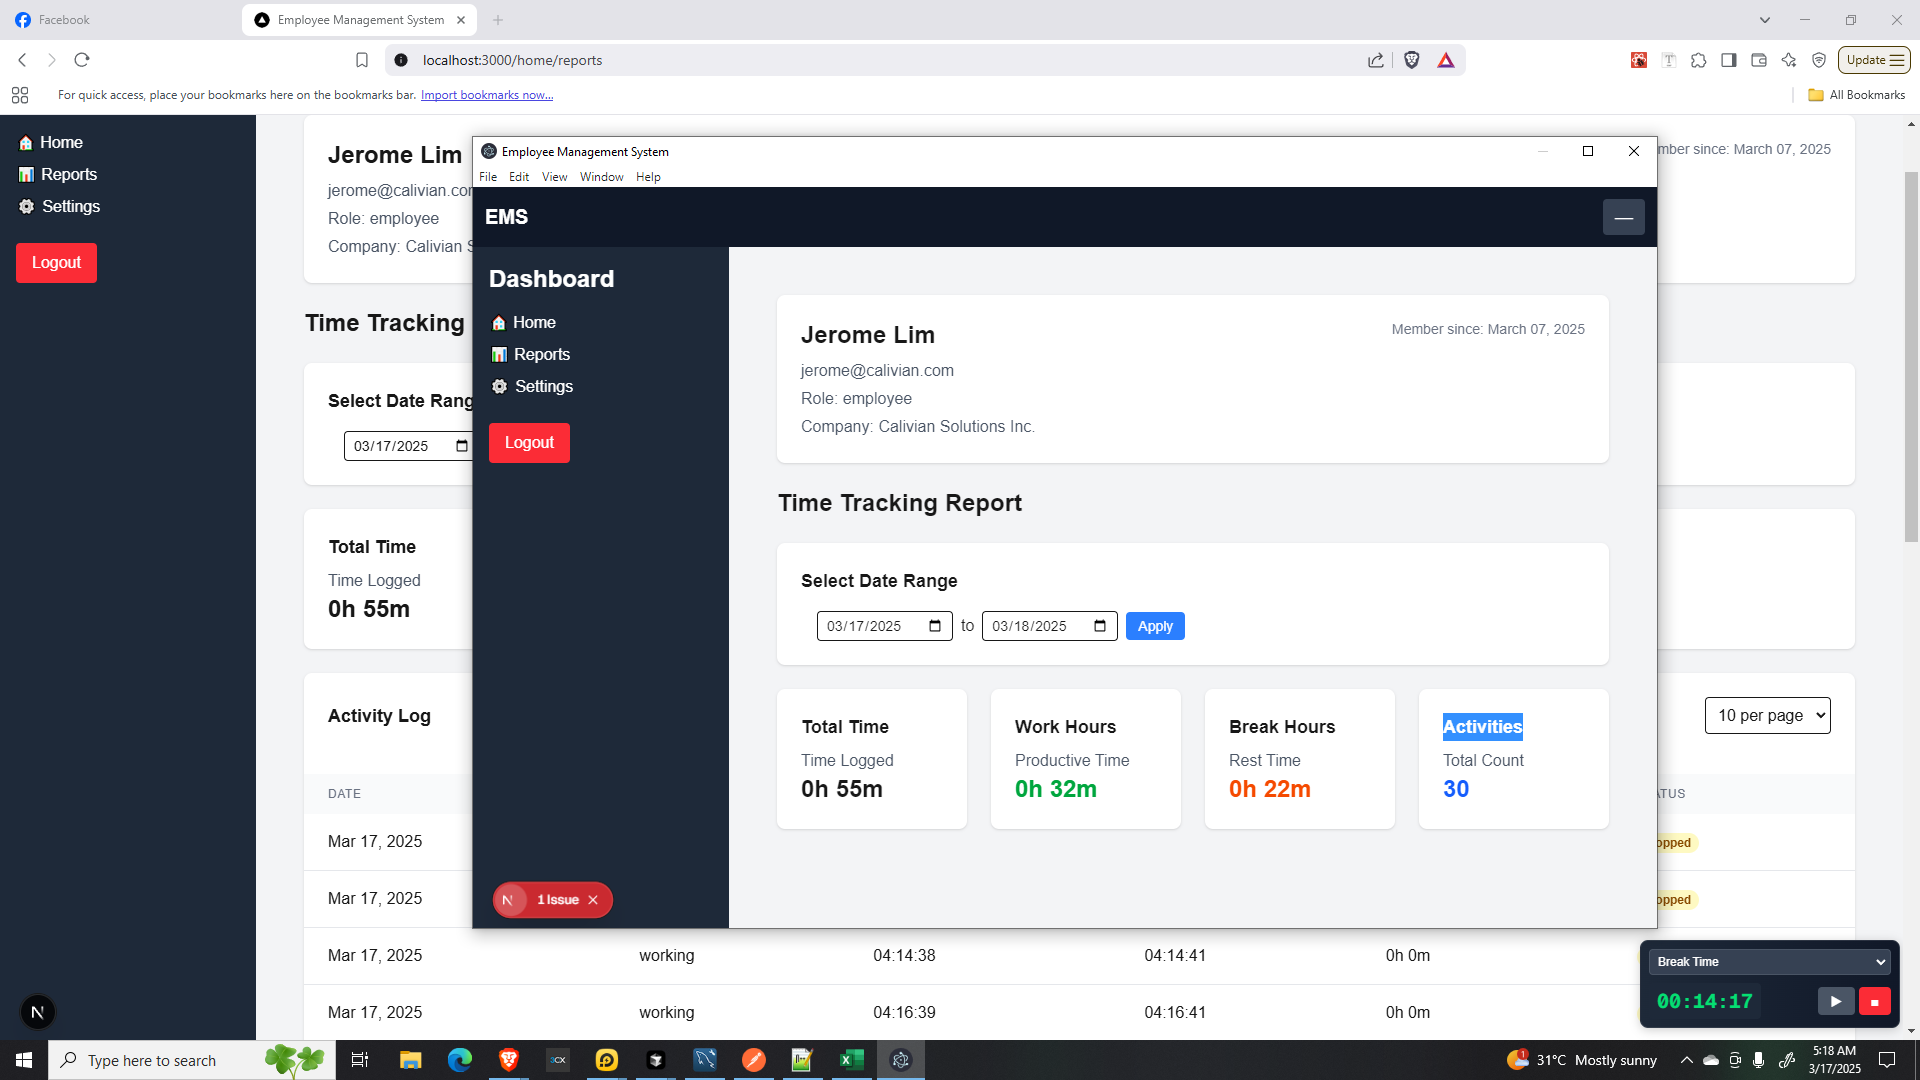 Facebook
Employee Management System
localhost:3000/home/reports
Update
For quick access, place your bookmarks here on the bookmarks bar. Import bookmarks now...
All Bookmarks
Home
Reports
Settings
Logout
Jerome Lim
jerome@calivian.cor
Role: employee
Company: Calivian S
mber since: March 07, 2025
Time Tracking
Select Date Rang
03/17/2025
Total Time
Time Logged
0h 55m
Activity Log
10 per page
DATE
ATUS
Mar 17, 2025
opped
Mar 17, 2025
opped
Mar 17, 2025 working 04:14:38 04:14:41 0h 0m
Mar 17, 2025 working 04:16:39 04:16:41 0h 0m
N
Employee Management System
File Edit View Window Help
EMS
—
Dashboard
Home
Reports
Settings
Logout
N 1 Issue
Jerome Lim
Member since: March 07, 2025
jerome@calivian.com
Role: employee
Company: Calivian Solutions Inc.
Time Tracking Report
Select Date Range
03/17/2025 to 03/18/2025 Apply
Total Time
Time Logged
0h 55m
Work Hours
Productive Time
0h 32m
Break Hours
Rest Time
0h 22m
Activities
Total Count
30
Break Time
00:14:17
Type here to search
1
31°C Mostly sunny
5:18 AM
3/17/2025